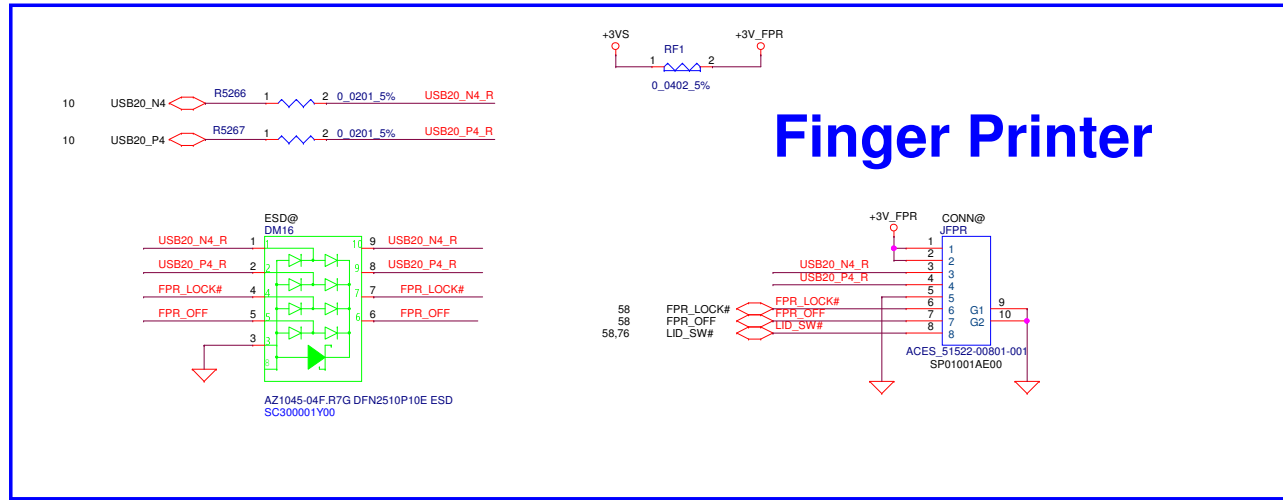 +3VS +3V_FPR
RF1
1 2
0_0402_5%
10 USB20_N4 R5266 1 2 0_0201_5% USB20_N4_R
10 USB20_P4 R5267 1 2 0_0201_5% USB20_P4_R
Finger Printer
ESD@
DM16
USB20_N4_R 1 1 10 9 USB20_N4_R
USB20_P4_R 2 2 9 8 USB20_P4_R
FPR_LOCK# 4 4 7 7 FPR_LOCK#
FPR_OFF 5 5 6 6 FPR_OFF
3 3
8
AZ1045-04F.R7G DFN2510P10E ESD
SC300001Y00
+3V_FPR CONN@
JFPR
1 1
2 2
USB20_N4_R 3 3
USB20_P4_R 4 4
5 5
58 FPR_LOCK# FPR_LOCK# 6 6 G1 9
58 FPR_OFF FPR_OFF 7 7 G2 10
58,76 LID_SW# LID_SW# 8 8
ACES_51522-00801-001
SP01001AE00